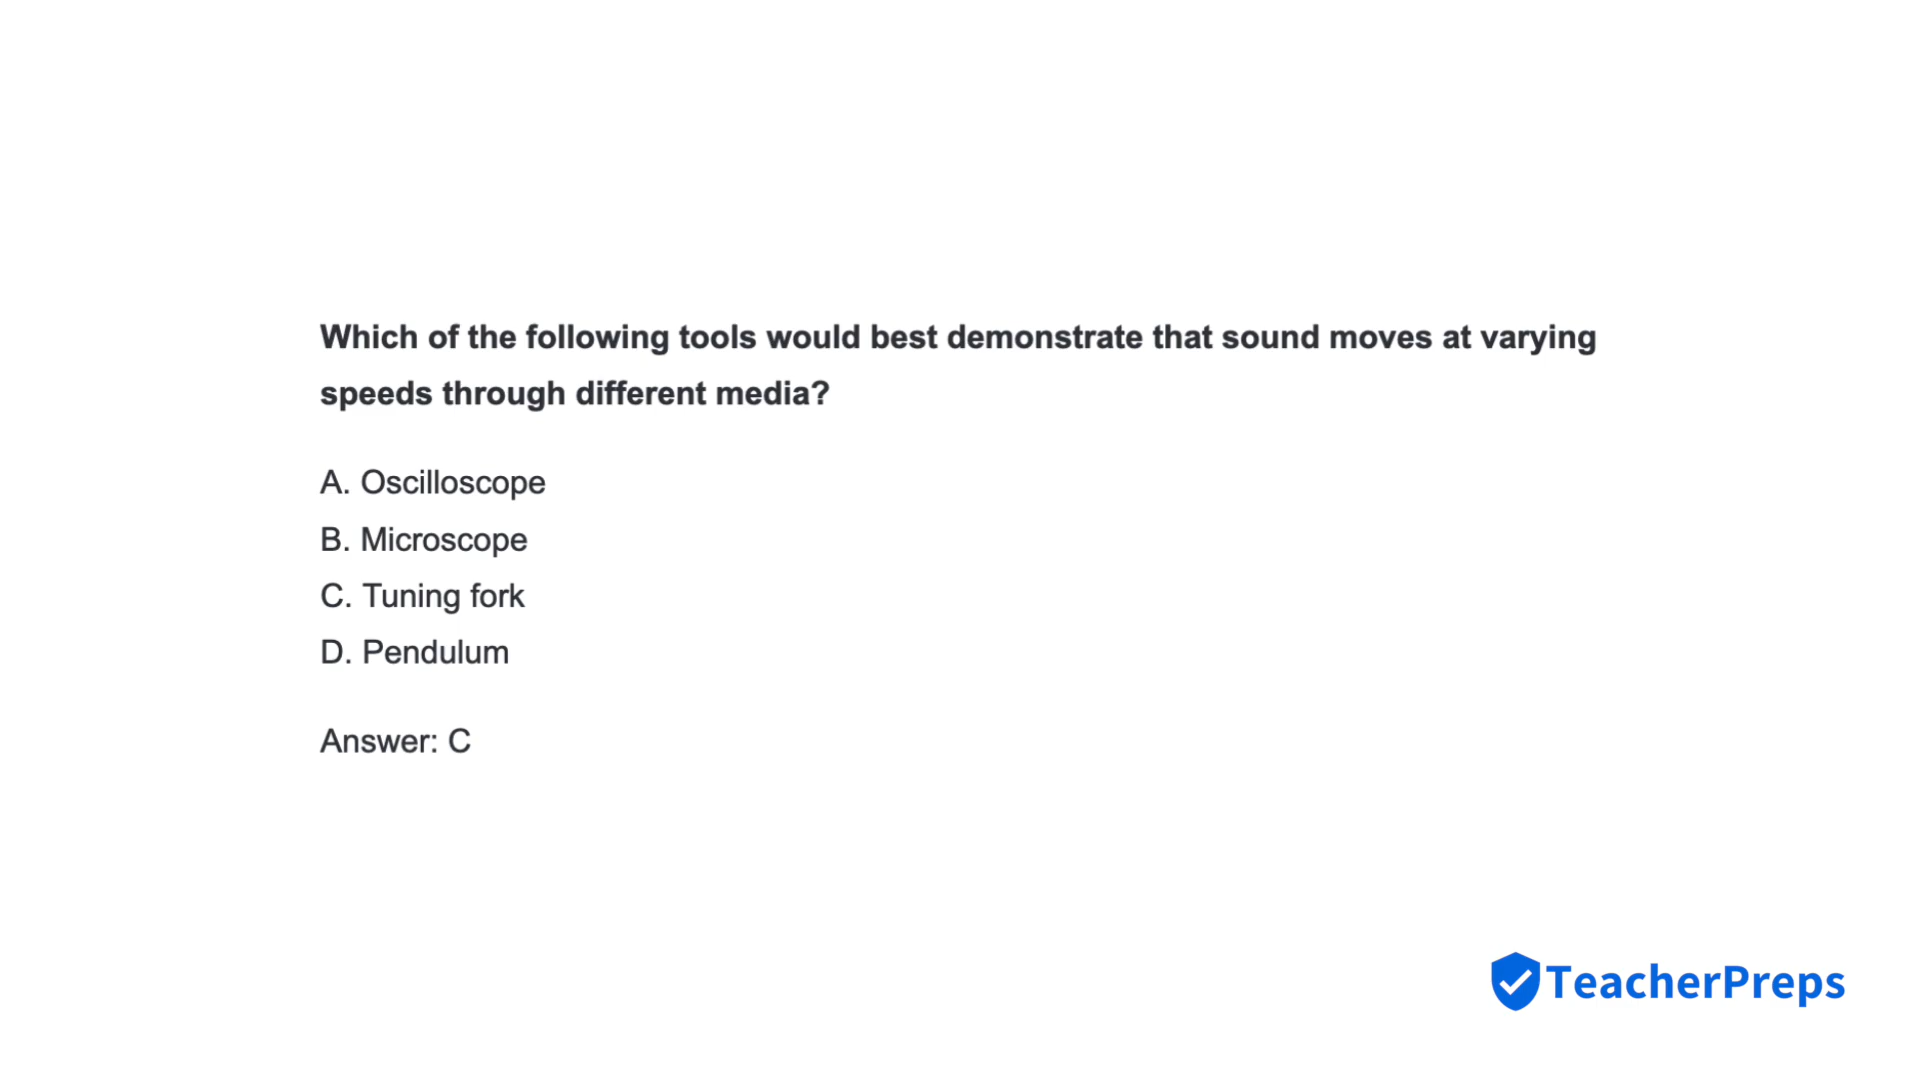 Which of the following tools would best demonstrate that sound moves at varying
speeds through different media?
A. Oscilloscope
B. Microscope
C. Tuning fork
D. Pendulum
Answer: C
TeacherPreps